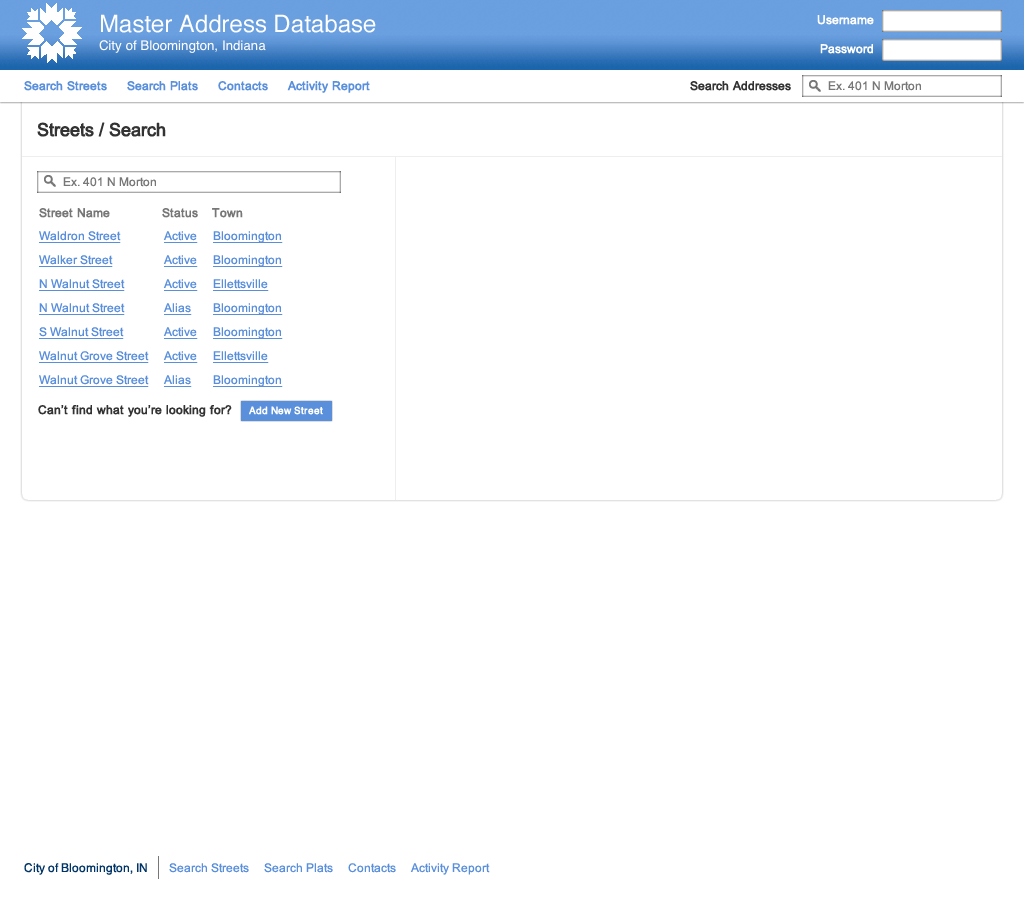 Master Address Database
City of Bloomington, Indiana
Username
Password
Search Streets Search Plats Contacts Activity Report
Search Addresses Ex. 401 N Morton
Streets / Search
Ex. 401 N Morton
Street Name Status Town
Waldron Street Active Bloomington
Walker Street Active Bloomington
N Walnut Street Active Ellettsville
N Walnut Street Alias Bloomington
S Walnut Street Active Bloomington
Walnut Grove Street Active Ellettsville
Walnut Grove Street Alias Bloomington
Can't find what you're looking for? Add New Street
City of Bloomington, IN Search Streets Search Plats Contacts Activity Report